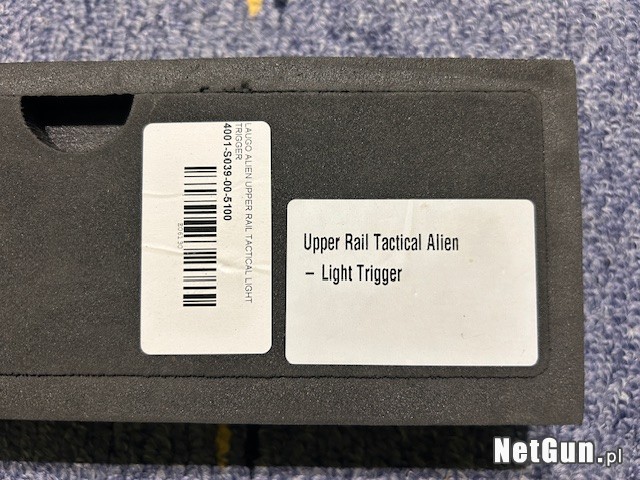 LAUGO ALIEN UPPER RAIL TACTICAL LIGHT
TRIGGER
4001-S039-00-5100
Upper Rail Tactical Alien
– Light Trigger
NetGun.pl